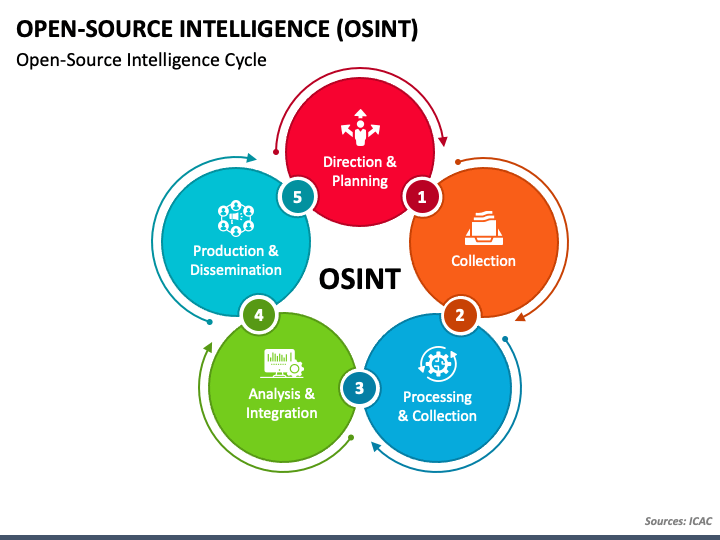 OPEN-SOURCE INTELLIGENCE (OSINT)
Open-Source Intelligence Cycle
Direction &
Planning
1
Collection
2
Processing
& Collection
3
Analysis &
Integration
4
Production &
Dissemination
5
OSINT
Sources: ICAC